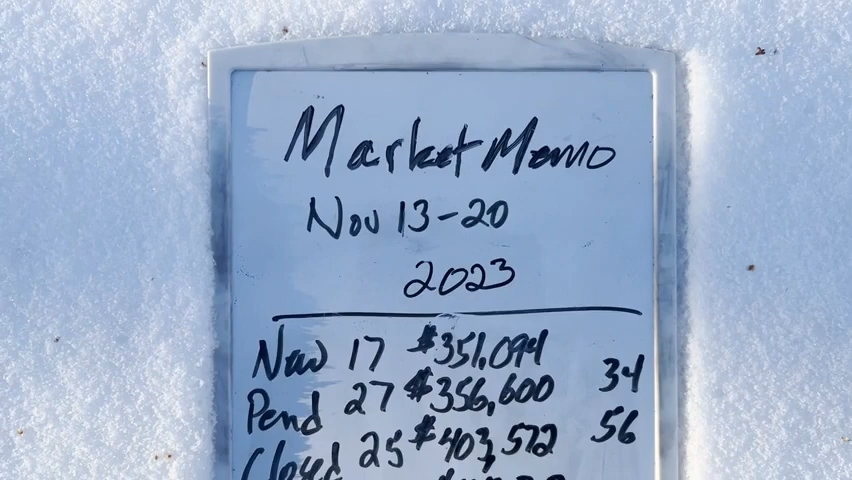 Market Memo
Nov 13-20
2023
New 17 $351,094
Pend 27 $356,600 34
Closed 25 $403,572 56